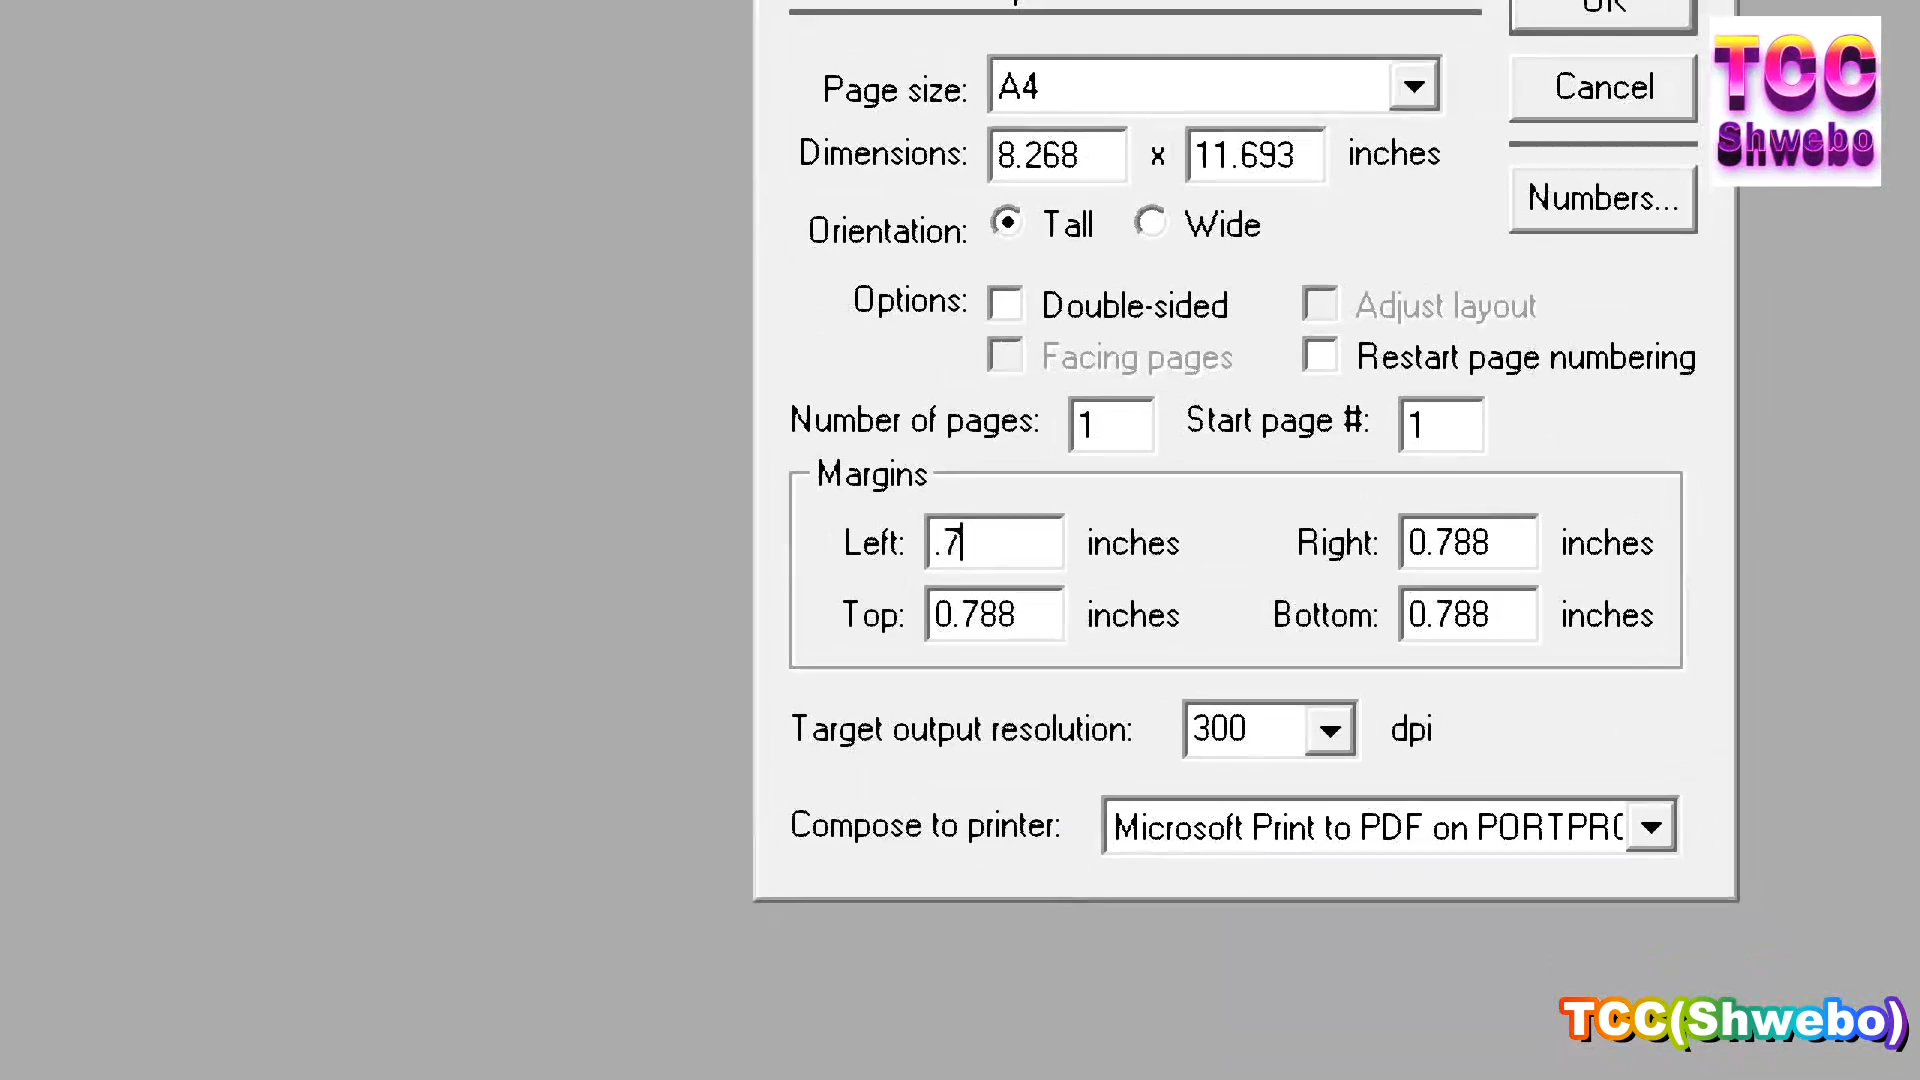 OK
Page size: A4
Cancel
TCC
Shwebo
Dimensions: 8.268 x 11.693 inches
Numbers...
Orientation: Tall Wide
Options: Double-sided Adjust layout
Facing pages Restart page numbering
Number of pages: 1 Start page #: 1
Margins
Left: .7 inches Right: 0.788 inches
Top: 0.788 inches Bottom: 0.788 inches
Target output resolution: 300 dpi
Compose to printer: Microsoft Print to PDF on PORTPRO
TCC(Shwebo)